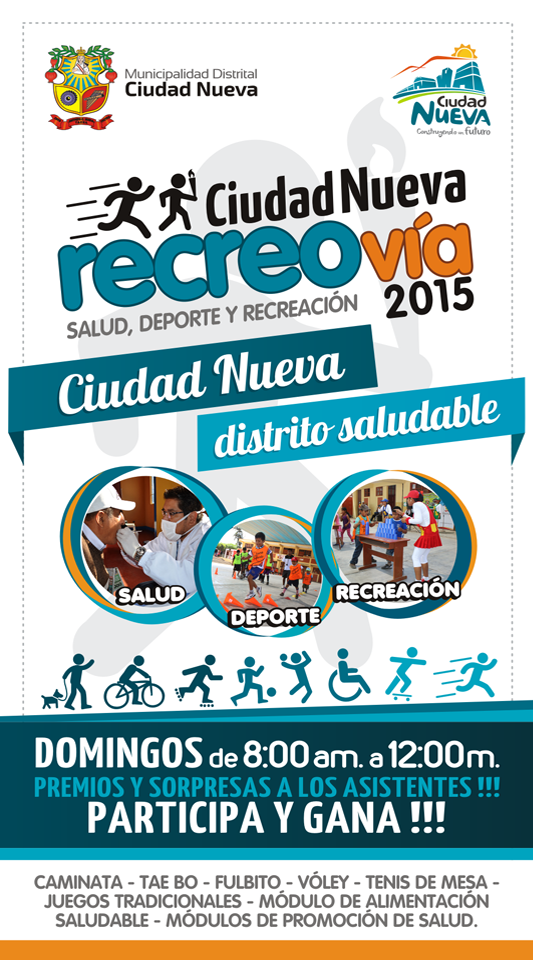 Municipalidad Distrital
Ciudad Nueva
Ciudad
NUEVA
Construyendo un Futuro
Ciudad Nueva
recreovía
2015
SALUD, DEPORTE Y RECREACIÓN
Ciudad Nueva
distrito saludable
SALUD
DEPORTE
RECREACIÓN
DOMINGOS de 8:00 am. a 12:00 m.
PREMIOS Y SORPRESAS A LOS ASISTENTES !!!
PARTICIPA Y GANA !!!
CAMINATA - TAE BO - FULBITO - VÓLEY - TENIS DE MESA -
JUEGOS TRADICIONALES - MÓDULO DE ALIMENTACIÓN
SALUDABLE - MÓDULOS DE PROMOCIÓN DE SALUD.